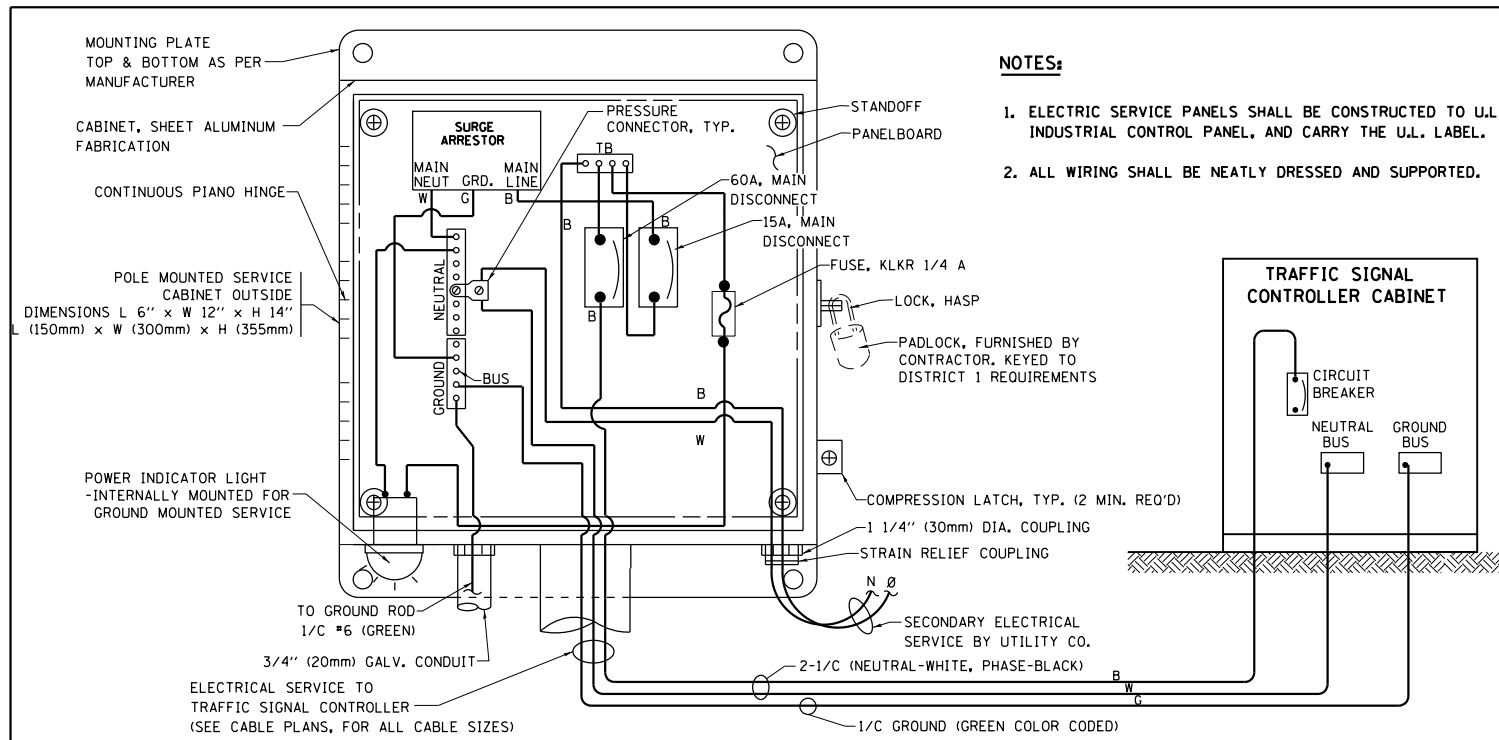 MOUNTING PLATE
TOP & BOTTOM AS PER
MANUFACTURER
CABINET, SHEET ALUMINUM
FABRICATION
CONTINUOUS PIANO HINGE
POLE MOUNTED SERVICE
CABINET OUTSIDE
DIMENSIONS L 6" x W 12" x H 14"
L (150mm) x W (300mm) x H (355mm)
POWER INDICATOR LIGHT
-INTERNALLY MOUNTED FOR
GROUND MOUNTED SERVICE
SURGE
ARRESTOR
MAIN
NEUT
GRD.
MAIN
LINE
W
G
B
PRESSURE
CONNECTOR, TYP.
TB
60A, MAIN
DISCONNECT
B
B
15A, MAIN
DISCONNECT
B
FUSE, KLKR 1/4 A
STANDOFF
PANELBOARD
NEUTRAL
GROUND
BUS
B
W
LOCK, HASP
PADLOCK, FURNISHED BY
CONTRACTOR. KEYED TO
DISTRICT 1 REQUIREMENTS
COMPRESSION LATCH, TYP. (2 MIN. REQ'D)
1 1/4" (30mm) DIA. COUPLING
STRAIN RELIEF COUPLING
N Ø
SECONDARY ELECTRICAL
SERVICE BY UTILITY CO.
TO GROUND ROD
1/C #6 (GREEN)
3/4" (20mm) GALV. CONDUIT
ELECTRICAL SERVICE TO
TRAFFIC SIGNAL CONTROLLER
(SEE CABLE PLANS, FOR ALL CABLE SIZES)
2-1/C (NEUTRAL-WHITE, PHASE-BLACK)
1/C GROUND (GREEN COLOR CODED)
B
W
G
NOTES:
1. ELECTRIC SERVICE PANELS SHALL BE CONSTRUCTED TO U.L
INDUSTRIAL CONTROL PANEL, AND CARRY THE U.L. LABEL.
2. ALL WIRING SHALL BE NEATLY DRESSED AND SUPPORTED.
TRAFFIC SIGNAL
CONTROLLER CABINET
CIRCUIT
BREAKER
NEUTRAL
BUS
GROUND
BUS